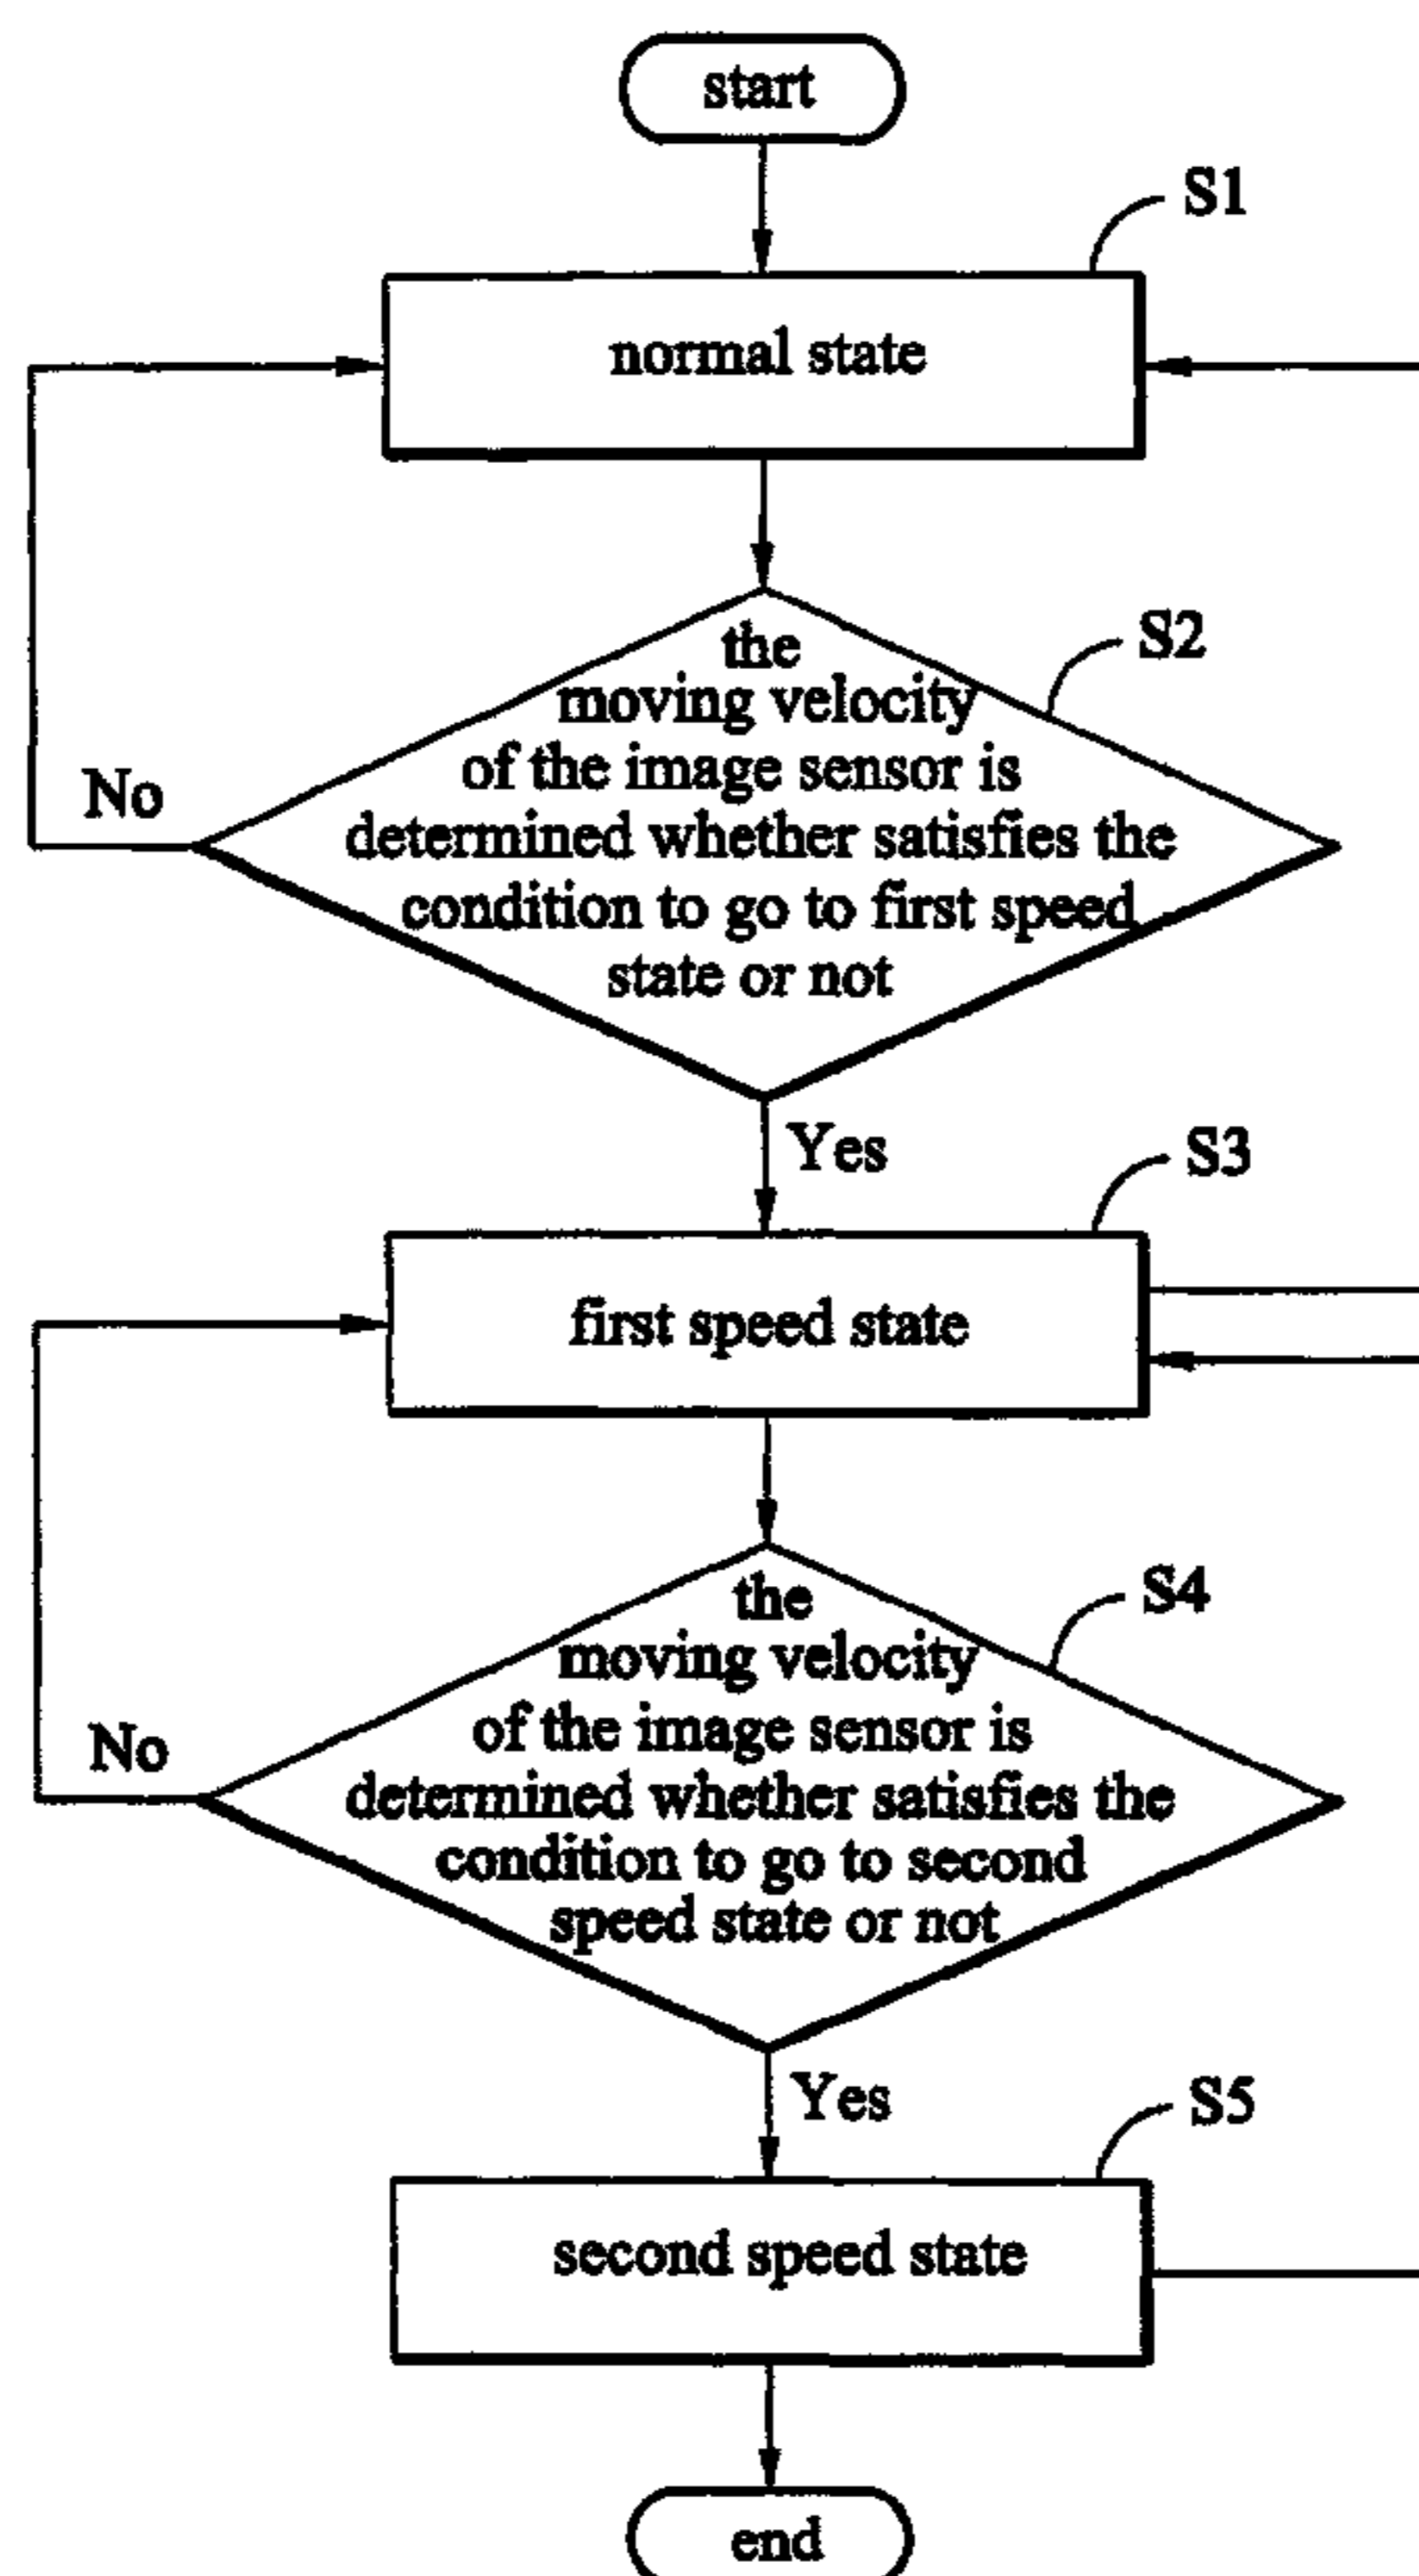 start
S1
normal state
S2
the
moving velocity
of the image sensor is
determined whether satisfies the
condition to go to first speed
state or not
No
Yes
S3
first speed state
S4
the
moving velocity
of the image sensor is
determined whether satisfies the
condition to go to second
speed state or not
No
Yes
S5
second speed state
end